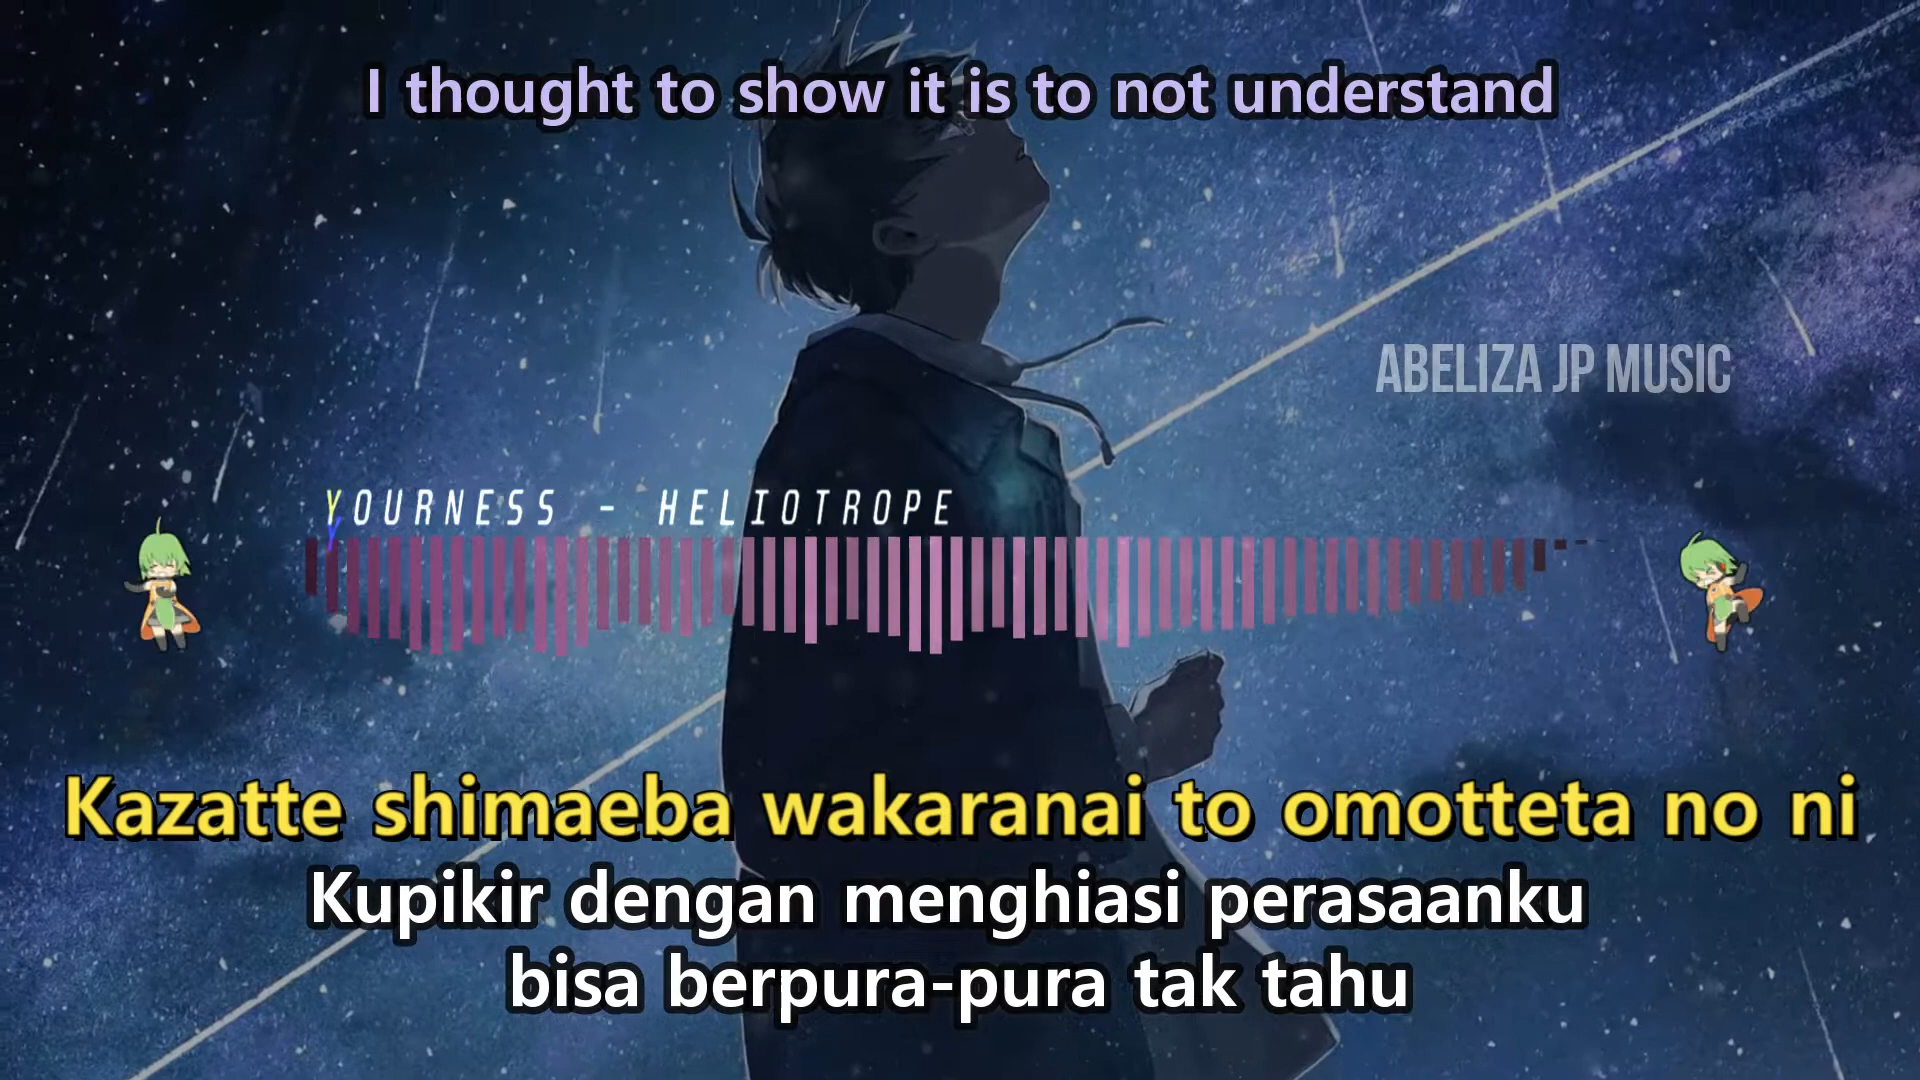 I thought to show it is to not understand
ABELIZA JP MUSIC
YOURNESS - HELIOTROPE
Kazatte shimaeba wakaranai to omotteta no ni
Kupikir dengan menghiasi perasaanku
bisa berpura-pura tak tahu